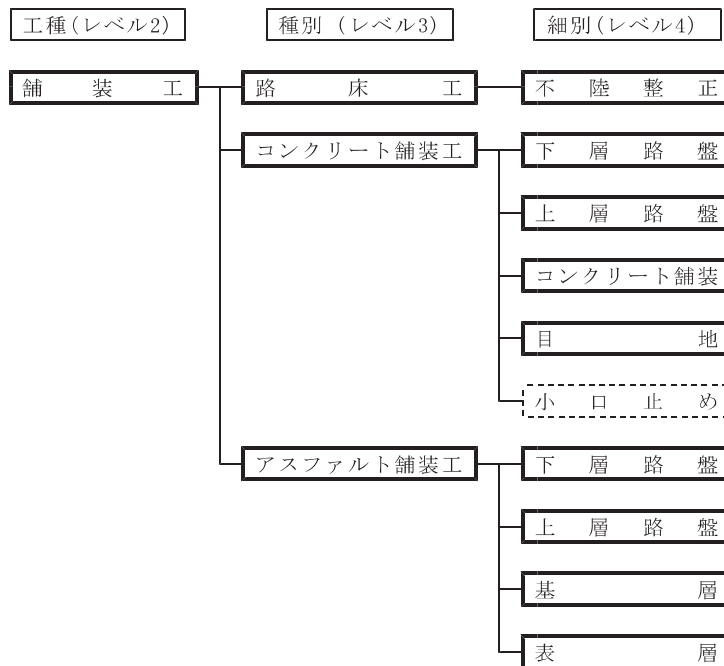 工種(レベル2) 種別 (レベル3) 細別(レベル4)
舗装工 路床工 不陸整正
コンクリート舗装工 下層路盤
上層路盤
コンクリート舗装
目地
小口止め
アスファルト舗装工 下層路盤
上層路盤
基層
表層